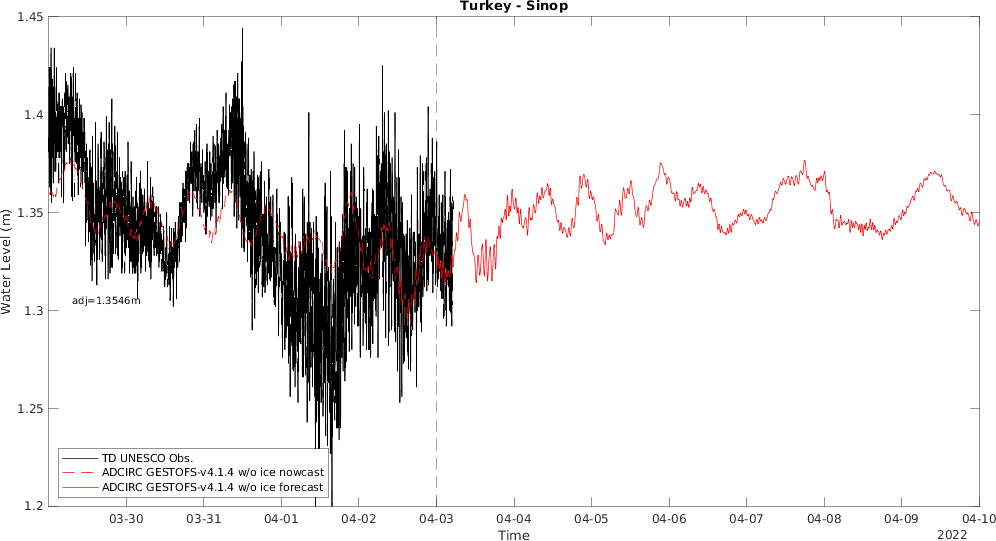 Turkey - Sinop
1.45
1.4
1.35
1.3
1.25
1.2
Water Level (m)
adj=1.3546m
TD UNESCO Obs.
ADCIRC GESTOFS-v4.1.4 w/o ice nowcast
ADCIRC GESTOFS-v4.1.4 w/o ice forecast
03-30 03-31 04-01 04-02 04-03 04-04 04-05 04-06 04-07 04-08 04-09 04-10
Time
2022